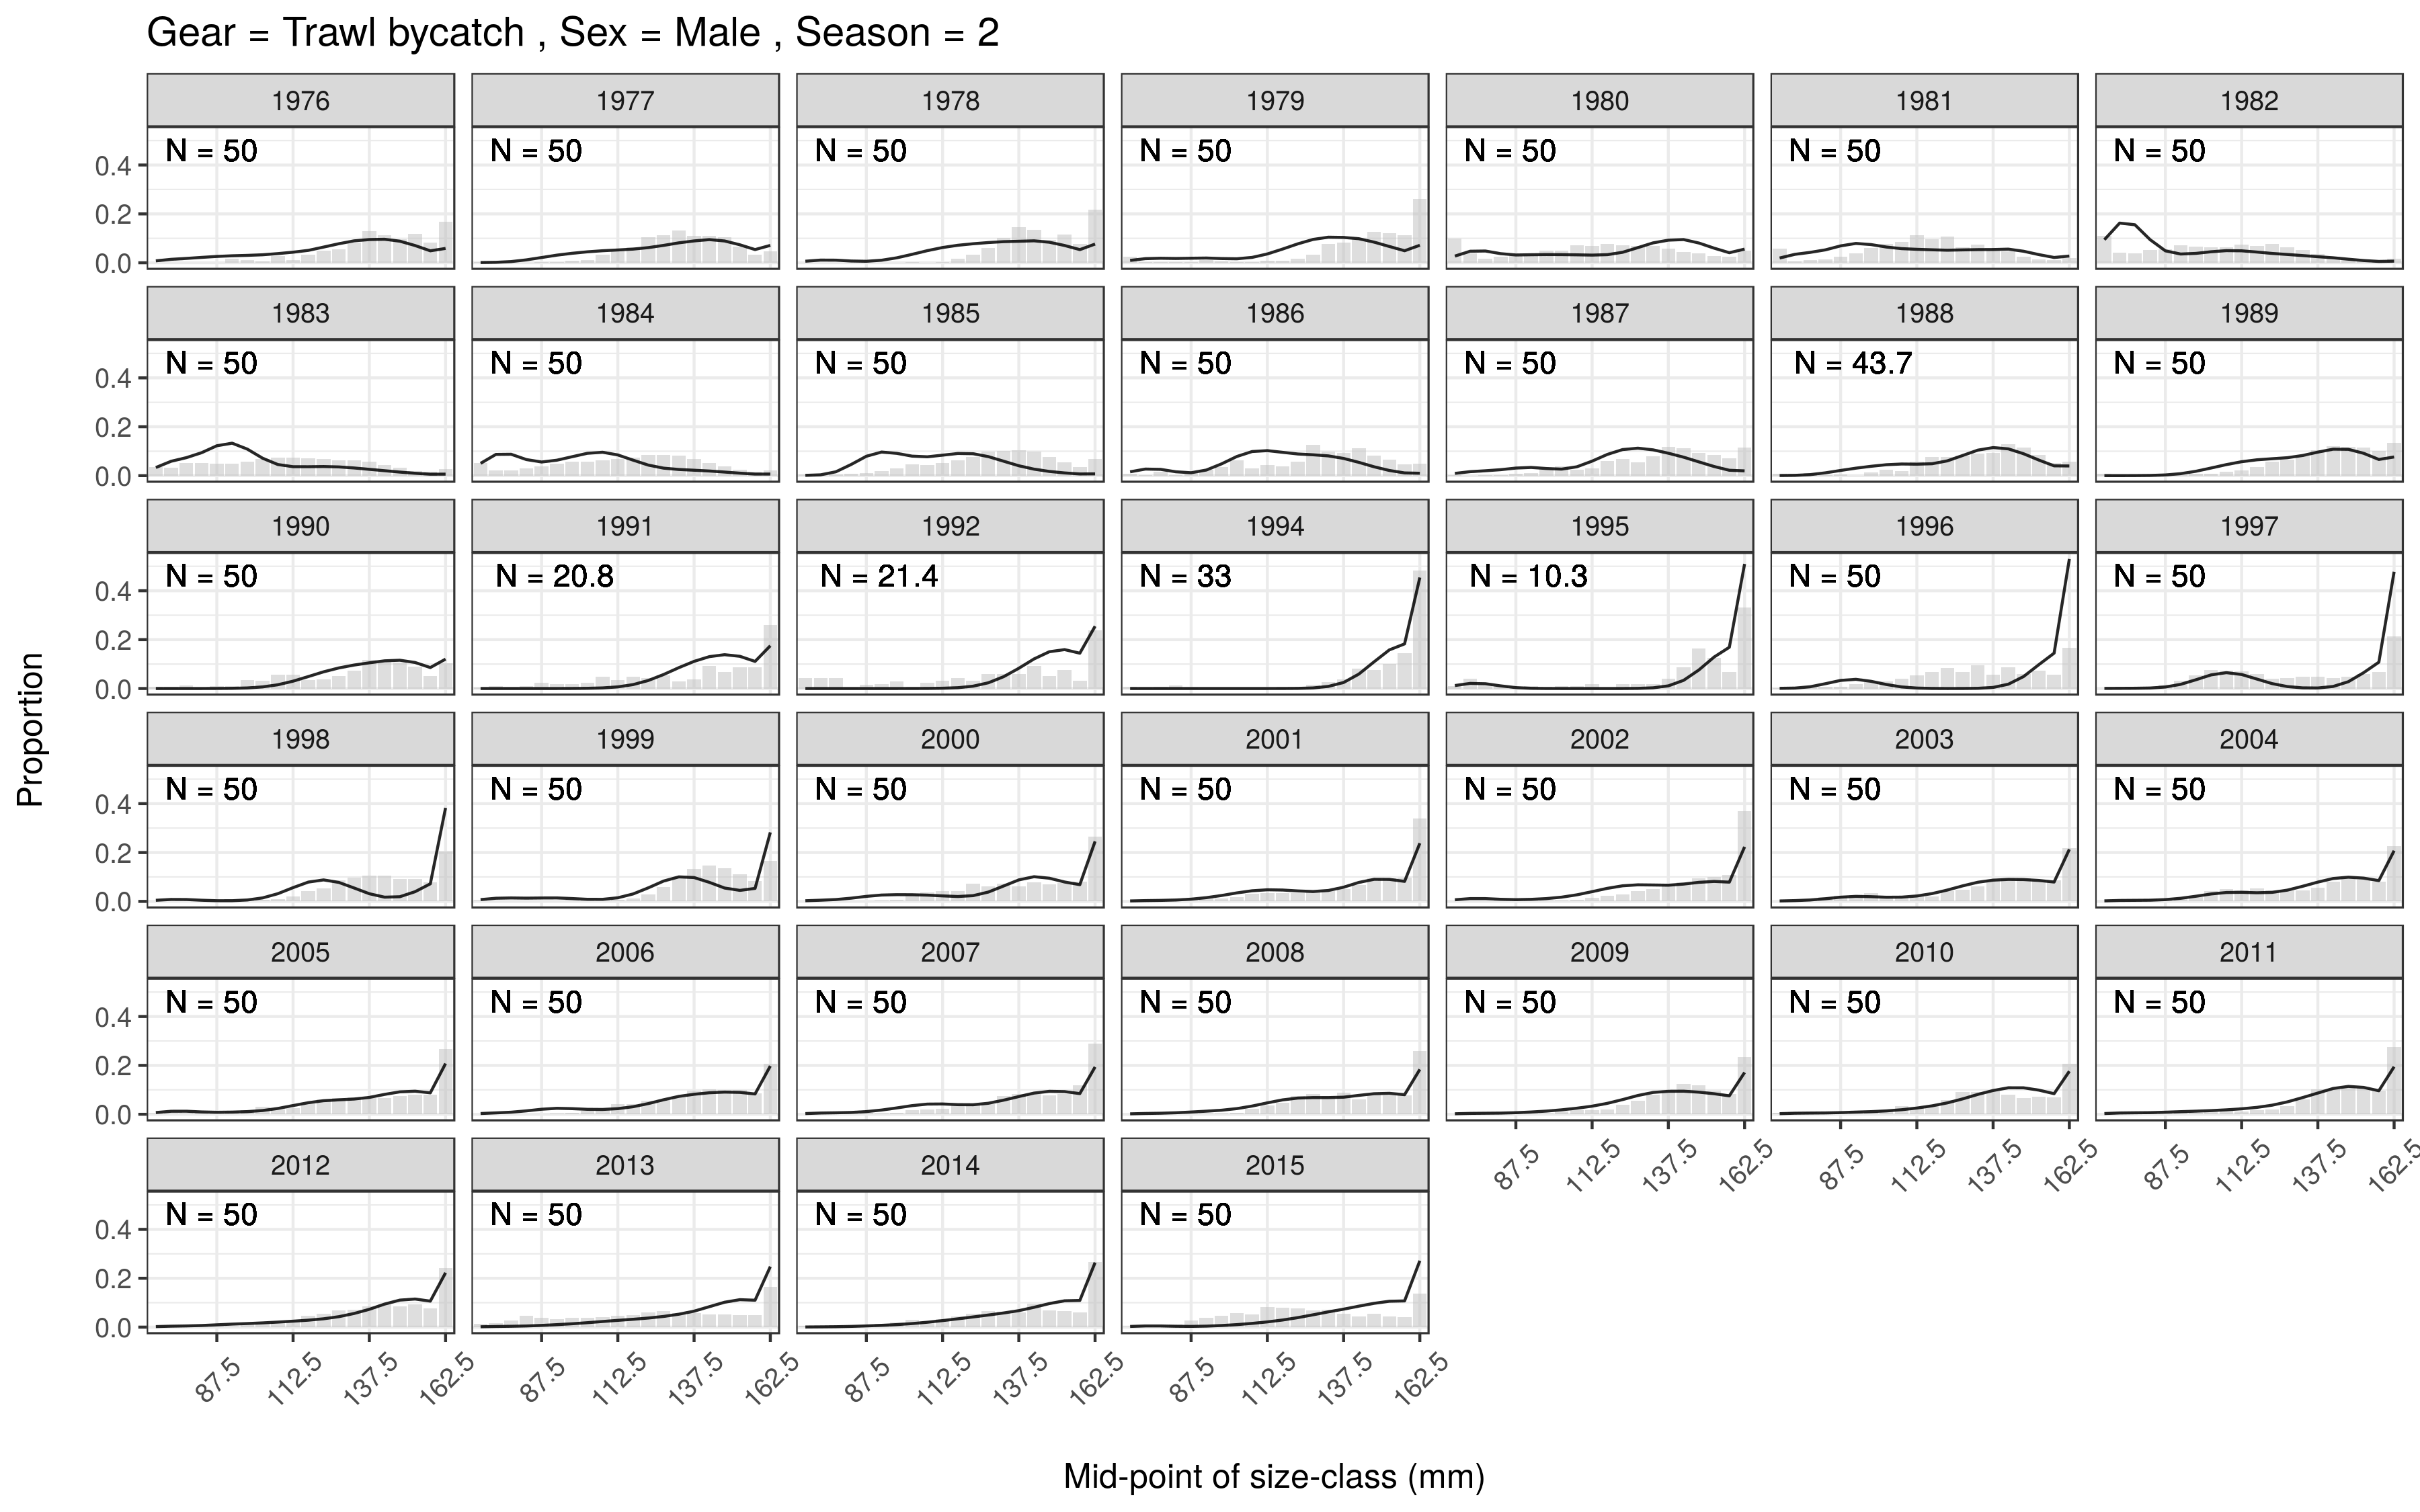 Gear = Trawl bycatch , Sex = Male , Season = 2
1976 1977 1978 1979 1980 1981 1982
N = 50 N = 50 N = 50 N = 50 N = 50 N = 50 N = 50
0.4
0.2
0.0
1983 1984 1985 1986 1987 1988 1989
N = 50 N = 50 N = 50 N = 50 N = 50 N = 43.7 N = 50
0.4
0.2
0.0
1990 1991 1992 1994 1995 1996 1997
N = 50 N = 20.8 N = 21.4 N = 33 N = 10.3 N = 50 N = 50
0.4
0.2
0.0
Proportion
1998 1999 2000 2001 2002 2003 2004
N = 50 N = 50 N = 50 N = 50 N = 50 N = 50 N = 50
0.4
0.2
0.0
2005 2006 2007 2008 2009 2010 2011
N = 50 N = 50 N = 50 N = 50 N = 50 N = 50 N = 50
0.4
0.2
0.0
87.5 112.5 137.5 162.5 87.5 112.5 137.5 162.5 87.5 112.5 137.5 162.5
2012 2013 2014 2015
N = 50 N = 50 N = 50 N = 50
0.4
0.2
0.0
87.5 112.5 137.5 162.5 87.5 112.5 137.5 162.5 87.5 112.5 137.5 162.5 87.5 112.5 137.5 162.5
Mid-point of size-class (mm)